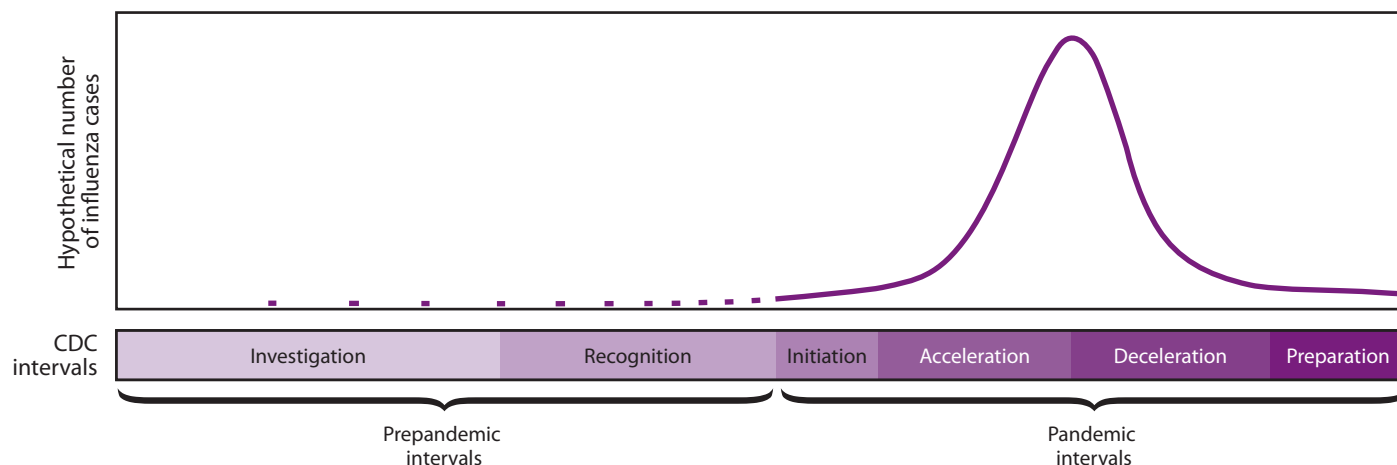 Hypothetical number
of influenza cases
CDC
intervals
Investigation
Recognition
Initiation
Acceleration
Deceleration
Preparation
Prepandemic
intervals
Pandemic
intervals